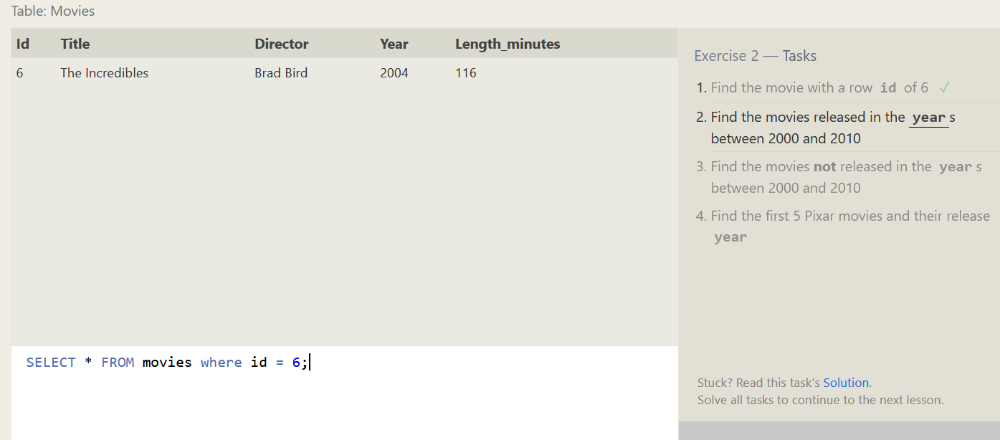 Table: Movies
Id Title Director Year Length_minutes
6 The Incredibles Brad Bird 2004 116
SELECT * FROM movies where id = 6;
Exercise 2 — Tasks
1. Find the movie with a row id of 6 ✓
2. Find the movies released in the year s
between 2000 and 2010
3. Find the movies not released in the year s
between 2000 and 2010
4. Find the first 5 Pixar movies and their release
year
Stuck? Read this task's Solution.
Solve all tasks to continue to the next lesson.